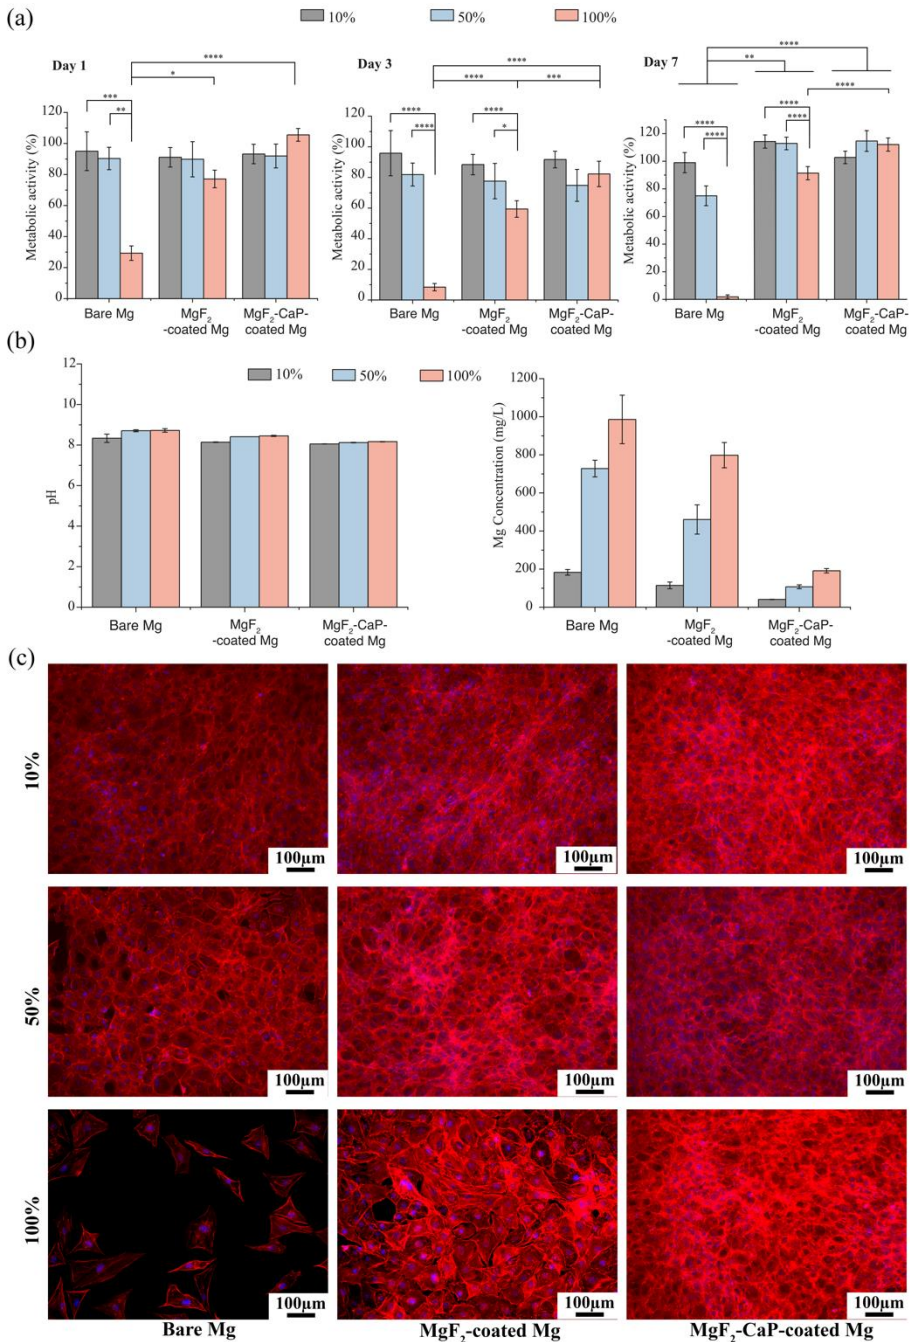 (a)
10% 50% 100%
Day 1
****
*
***
**
Metabolic activity (%)
120
100
80
60
40
20
0
Bare Mg
MgF2
-coated Mg
MgF2-CaP-
coated Mg
Day 3
****
**** ***
**** ****
**** *
Metabolic activity (%)
120
100
80
60
40
20
0
Bare Mg
MgF2
-coated Mg
MgF2-CaP-
coated Mg
Day 7
****
**
****
**** ****
**** ****
Metabolic activity (%)
120
100
80
60
40
20
0
Bare Mg
MgF2
-coated Mg
MgF2-CaP-
coated Mg
(b)
10% 50% 100%
pH
12
10
8
6
4
2
0
Bare Mg
MgF2
-coated Mg
MgF2-CaP-
coated Mg
Mg Concentration (mg/L)
1200
1000
800
600
400
200
0
Bare Mg
MgF2
-coated Mg
MgF2-CaP-
coated Mg
(c)
10%
100μm 100μm 100μm
50%
100μm 100μm 100μm
100%
100μm 100μm 100μm
Bare Mg MgF2-coated Mg MgF2-CaP-coated Mg